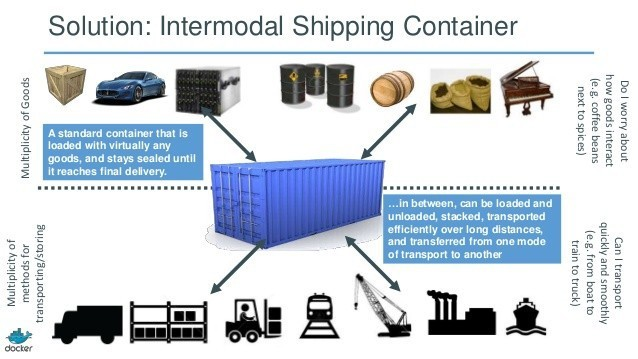 Solution: Intermodal Shipping Container
Multiplicity of Goods
Do I worry about
how goods interact
(e.g. coffee beans
next to spices)
A standard container that is
loaded with virtually any
goods, and stays sealed until
it reaches final delivery.
…in between, can be loaded and
unloaded, stacked, transported
efficiently over long distances,
and transferred from one mode
of transport to another
Multiplicity of
methods for
transporting/storing
Can I transport
quickly and smoothly
(e.g. from boat to
train to truck)
docker